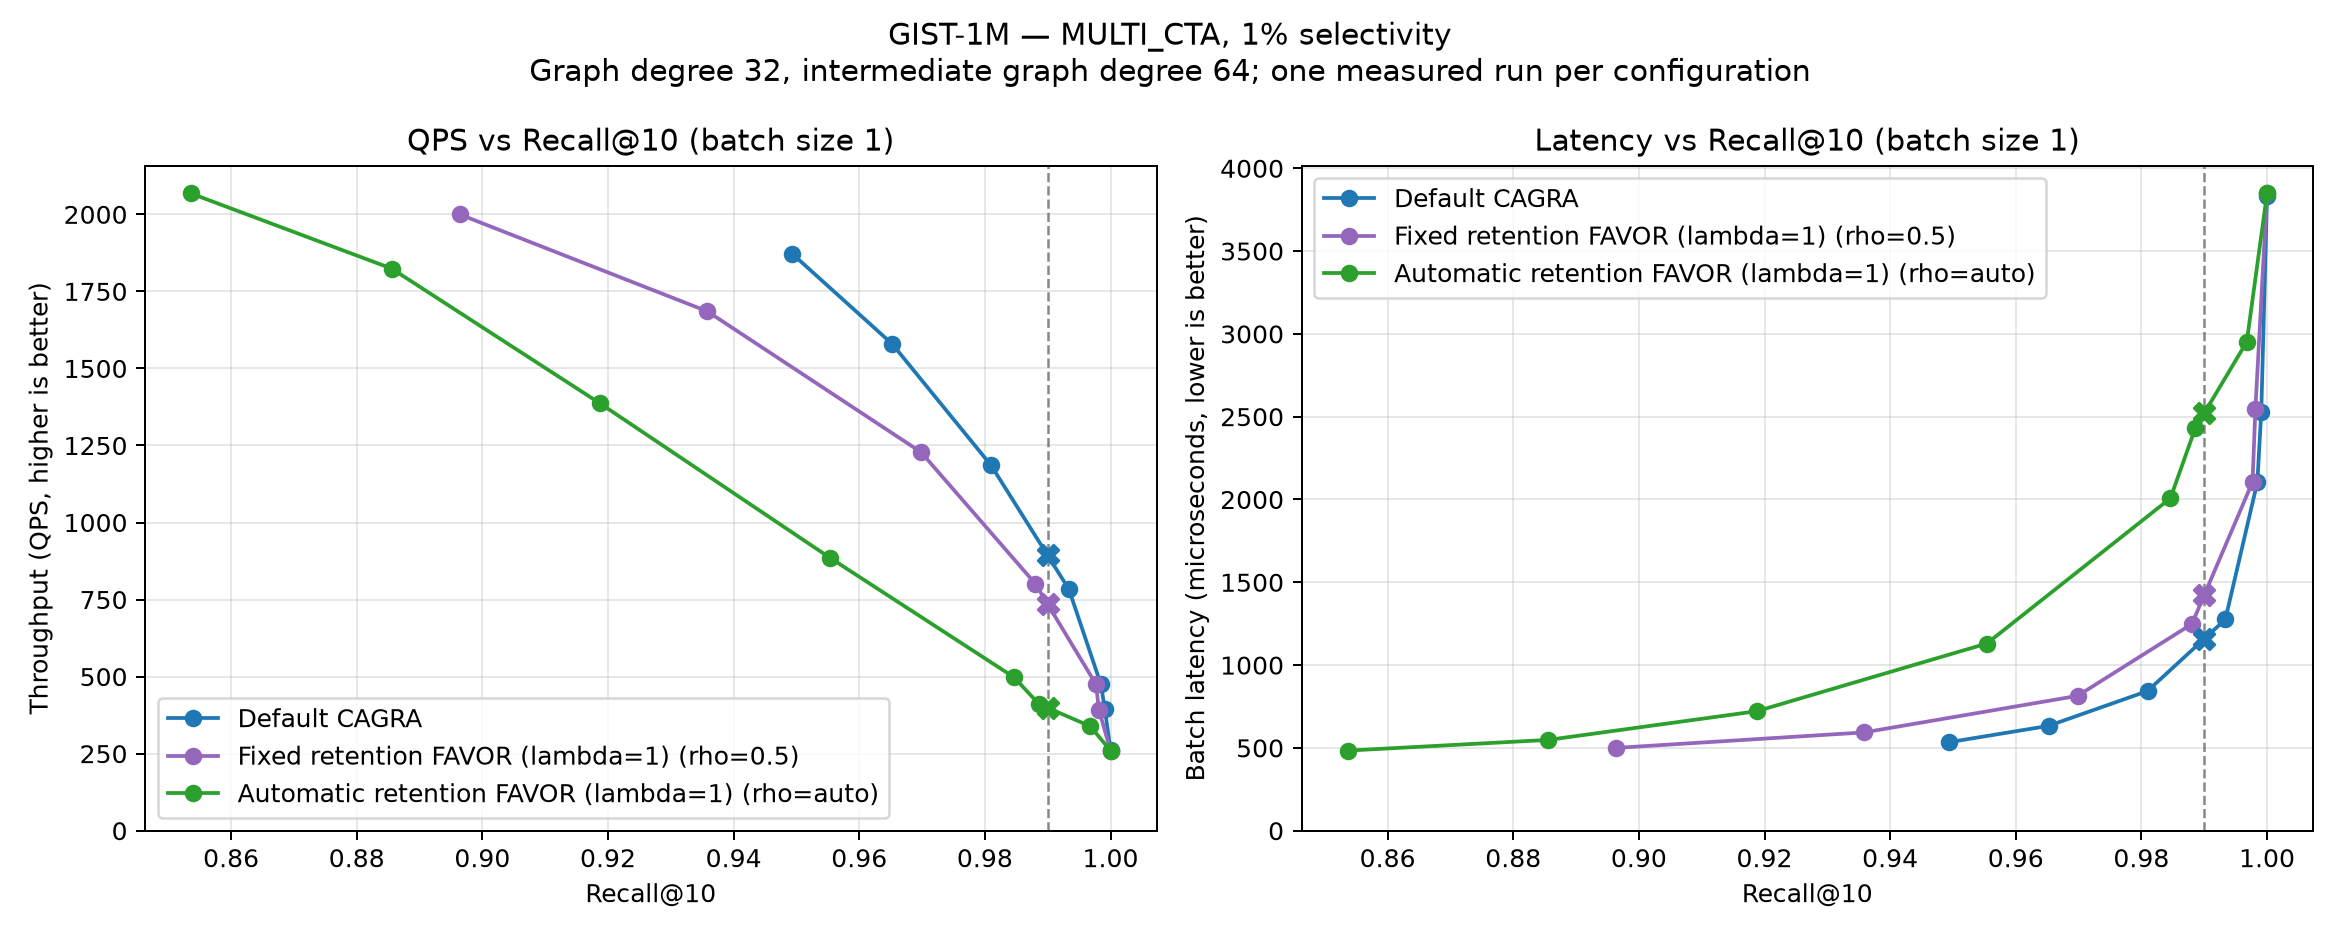 GIST-1M — MULTI_CTA, 1% selectivity
Graph degree 32, intermediate graph degree 64; one measured run per configuration
QPS vs Recall@10 (batch size 1)
Throughput (QPS, higher is better)
2000
1750
1500
1250
1000
750
500
250
0
Default CAGRA
Fixed retention FAVOR (lambda=1) (rho=0.5)
Automatic retention FAVOR (lambda=1) (rho=auto)
0.86 0.88 0.90 0.92 0.94 0.96 0.98 1.00
Recall@10
Latency vs Recall@10 (batch size 1)
Batch latency (microseconds, lower is better)
4000
3500
3000
2500
2000
1500
1000
500
0
Default CAGRA
Fixed retention FAVOR (lambda=1) (rho=0.5)
Automatic retention FAVOR (lambda=1) (rho=auto)
0.86 0.88 0.90 0.92 0.94 0.96 0.98 1.00
Recall@10